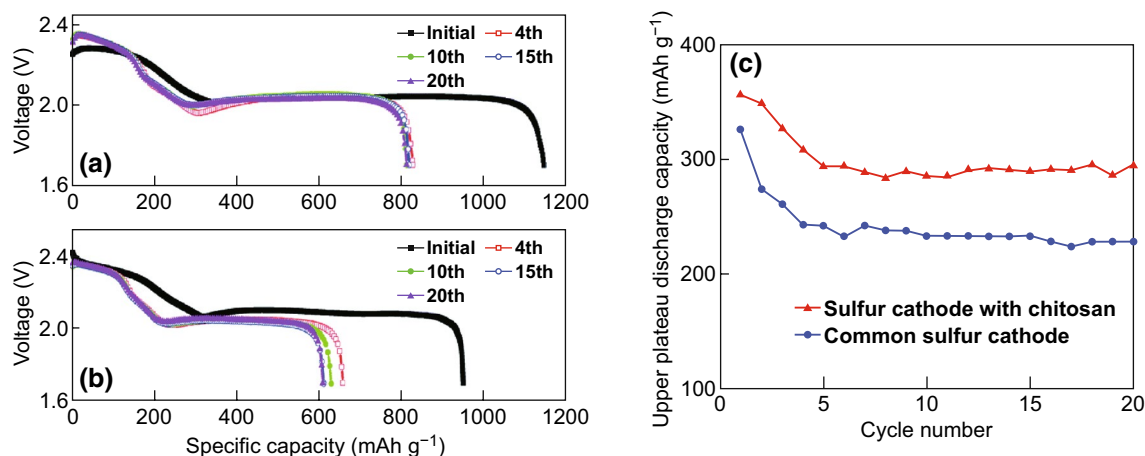 2.4
2.0
1.6
Voltage (V)
Initial
4th
10th
15th
20th
(a)
0 200 400 600 800 1000 1200
2.4
2.0
1.6
Voltage (V)
Initial
4th
10th
15th
20th
(b)
0 200 400 600 800 1000 1200
Specific capacity (mAh g⁻¹)
400
300
200
100
Upper plateau discharge capacity (mAh g⁻¹)
(c)
Sulfur cathode with chitosan
Common sulfur cathode
0 5 10 15 20
Cycle number